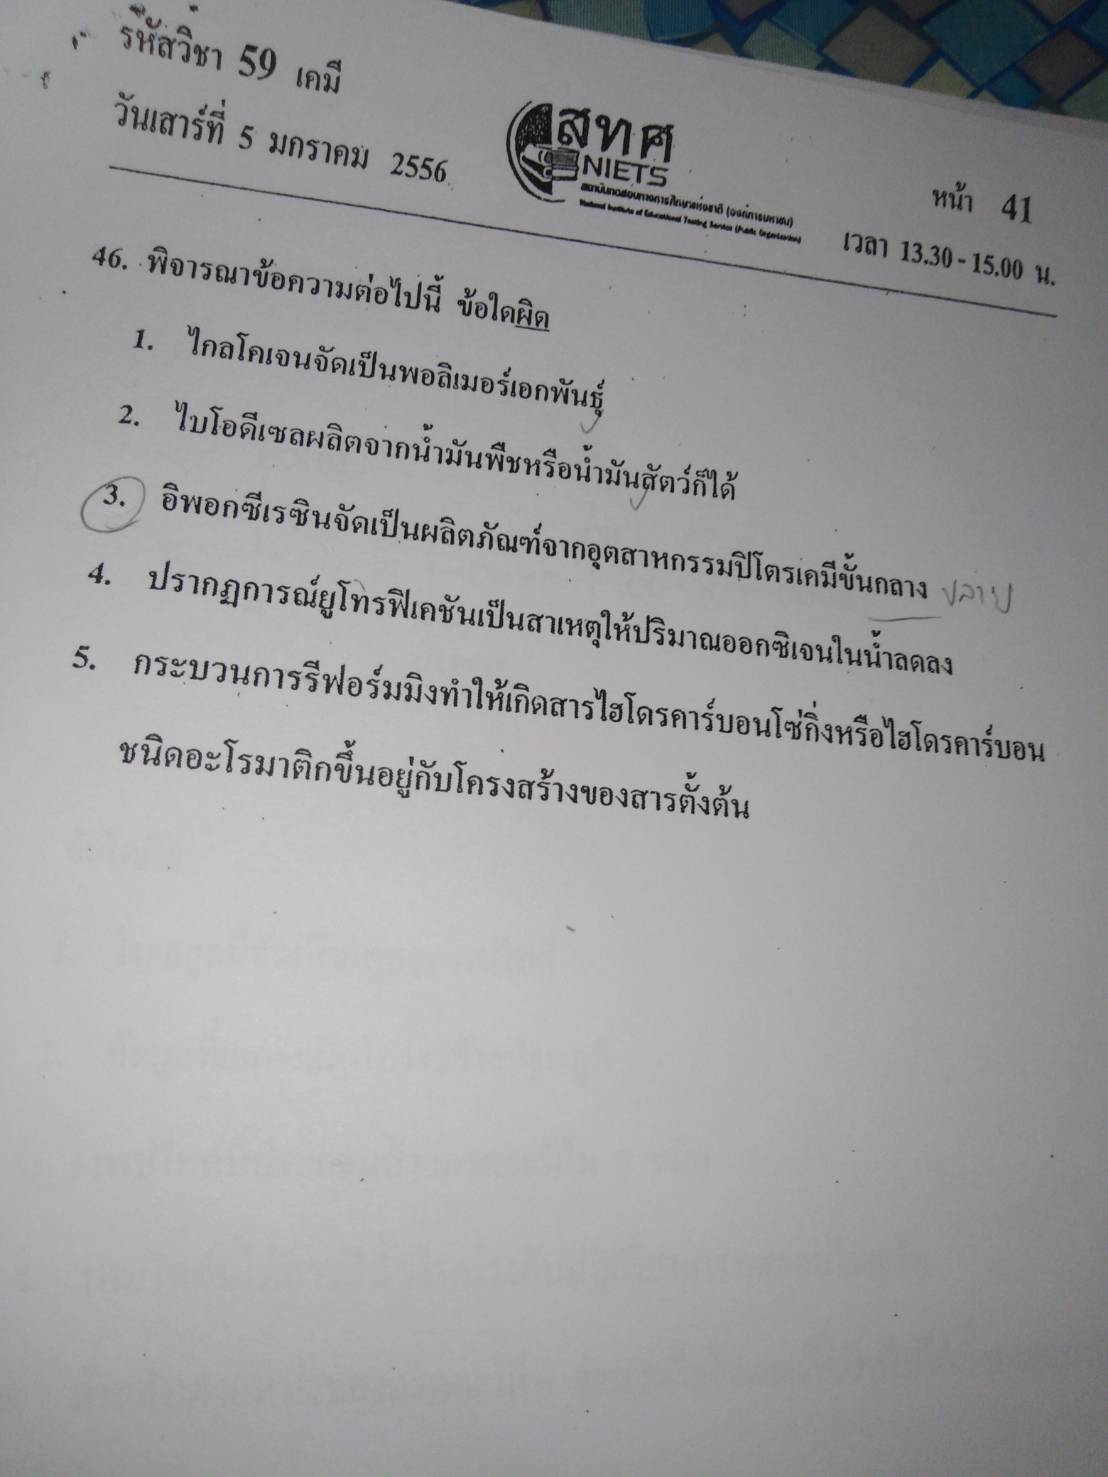 รหัสวิชา 59 เคมี
วันเสาร์ที่ 5 มกราคม 2556
สทศ
NIETS
สถาบันทดสอบทางการศึกษาแห่งชาติ (องค์การมหาชน)
National Institute of Educational Testing Service (Public Organization)
หน้า 41
เวลา 13.30 - 15.00 น.
46. พิจารณาข้อความต่อไปนี้ ข้อใดผิด
1. ไกลโคเจนจัดเป็นพอลิเมอร์เอกพันธุ์
2. ไบโอดีเซลผลิตจากน้ำมันพืชหรือน้ำมันสัตว์ก็ได้
3. อิพอกซีเรซินจัดเป็นผลิตภัณฑ์จากอุตสาหกรรมปิโตรเคมีขั้นกลาง
4. ปรากฏการณ์ยูโทรฟิเคชันเป็นสาเหตุให้ปริมาณออกซิเจนในน้ำลดลง
5. กระบวนการรีฟอร์มมิงทำให้เกิดสารไฮโดรคาร์บอนโซ่กิ่งหรือไฮโดรคาร์บอน
ชนิดอะโรมาติกขึ้นอยู่กับโครงสร้างของสารตั้งต้น